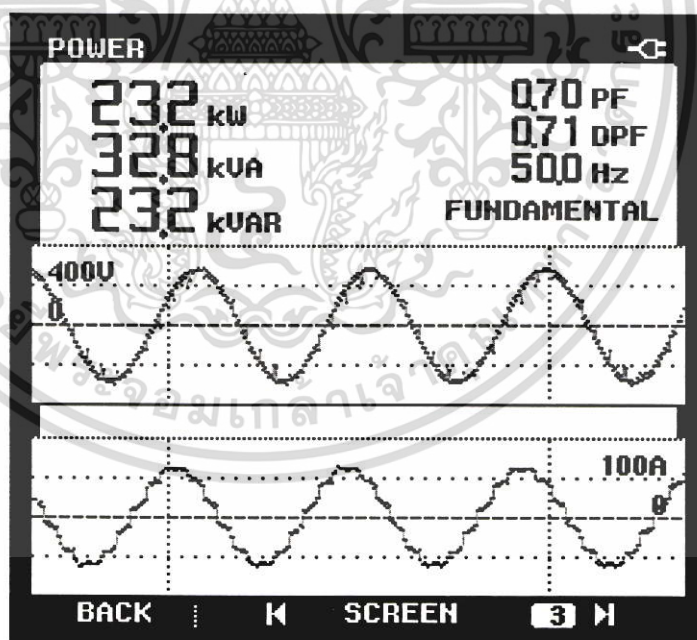 POWER
23.2 kW
32.8 kVA
23.2 kVAR
0.70 PF
0.71 DPF
50.0 Hz
FUNDAMENTAL
400V
0
100A
0
BACK SCREEN 3